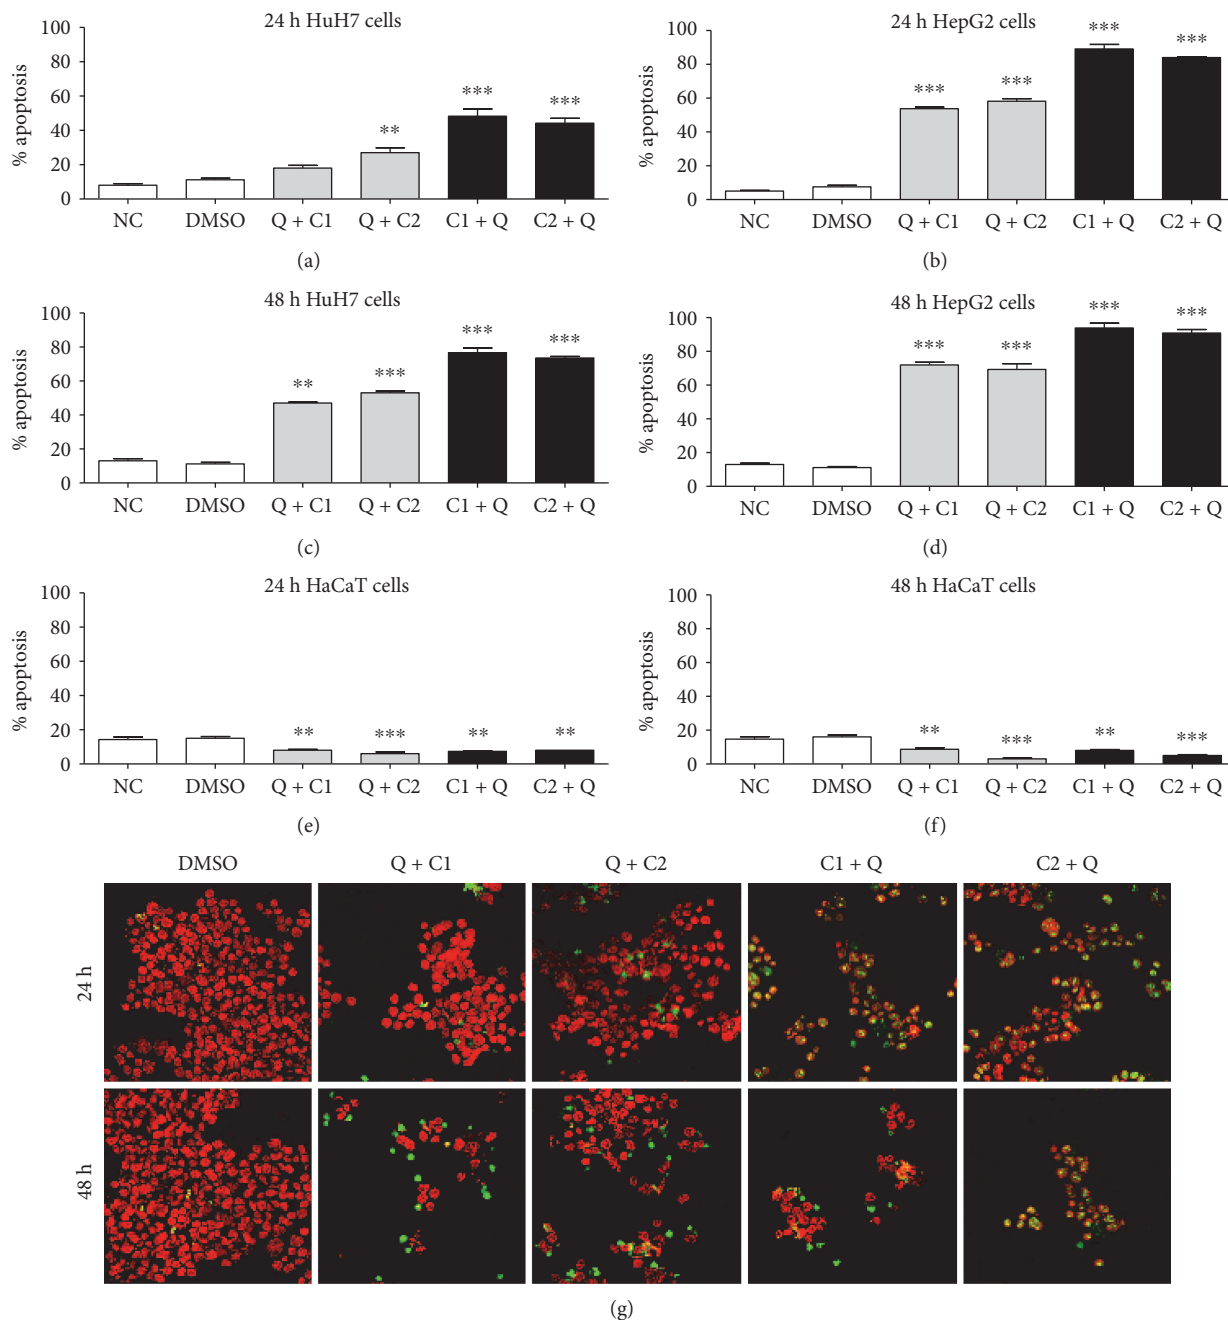 24 h HuH7 cells
% apoptosis
100
80
60
40
20
0
**
***
***
NC DMSO Q + C1 Q + C2 C1 + Q C2 + Q
(a)
24 h HepG2 cells
% apoptosis
100
80
60
40
20
0
***
***
***
***
NC DMSO Q + C1 Q + C2 C1 + Q C2 + Q
(b)
48 h HuH7 cells
% apoptosis
100
80
60
40
20
0
**
***
***
***
NC DMSO Q + C1 Q + C2 C1 + Q C2 + Q
(c)
48 h HepG2 cells
% apoptosis
100
80
60
40
20
0
***
***
***
***
NC DMSO Q + C1 Q + C2 C1 + Q C2 + Q
(d)
24 h HaCaT cells
% apoptosis
100
80
60
40
20
0
**
***
**
**
NC DMSO Q + C1 Q + C2 C1 + Q C2 + Q
(e)
48 h HaCaT cells
% apoptosis
100
80
60
40
20
0
**
***
**
***
NC DMSO Q + C1 Q + C2 C1 + Q C2 + Q
(f)
DMSO Q + C1 Q + C2 C1 + Q C2 + Q
24 h
48 h
(g)